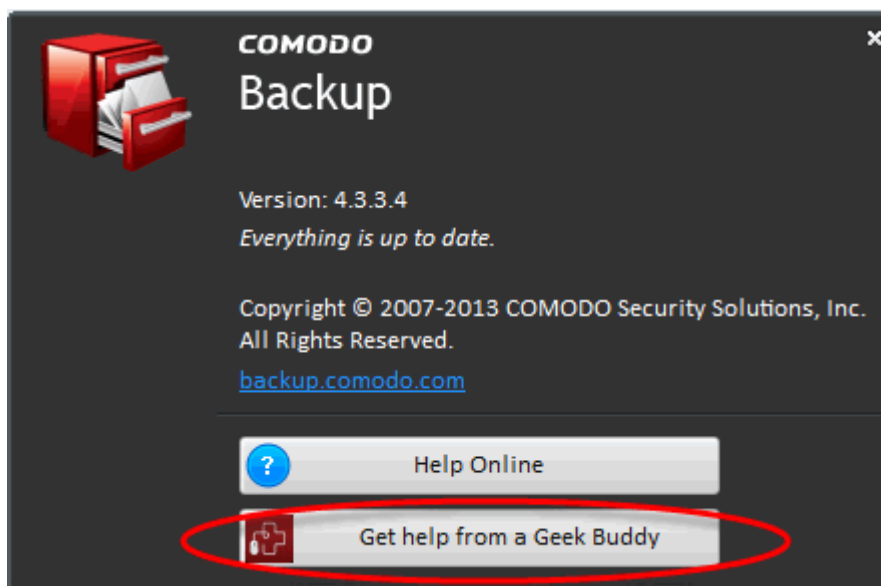 COMODO
Backup
Version: 4.3.3.4
Everything is up to date.
Copyright © 2007-2013 COMODO Security Solutions, Inc.
All Rights Reserved.
backup.comodo.com
Help Online
Get help from a Geek Buddy